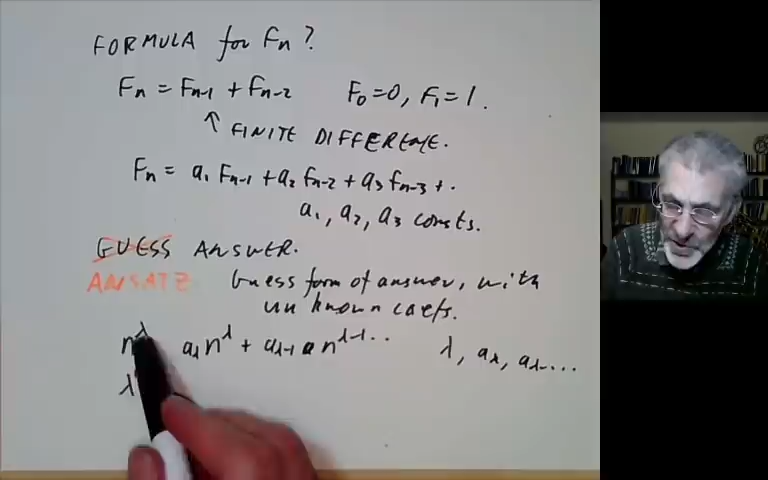 FORMULA for Fn ?
Fn = Fn-1 + Fn-2 F0=0, F1=1.
↑ FINITE DIFFERENCE.
Fn = a1 Fn-1 + a2 Fn-2 + a3 Fn-3 + ..
a1, a2, a3 consts.
GUESS ANSWER.
ANSATZ Guess form of answer, with
unknown coefs.
n^λ aλ n^λ + aλ-1 n^λ-1 .. λ, aλ, aλ-...
λ